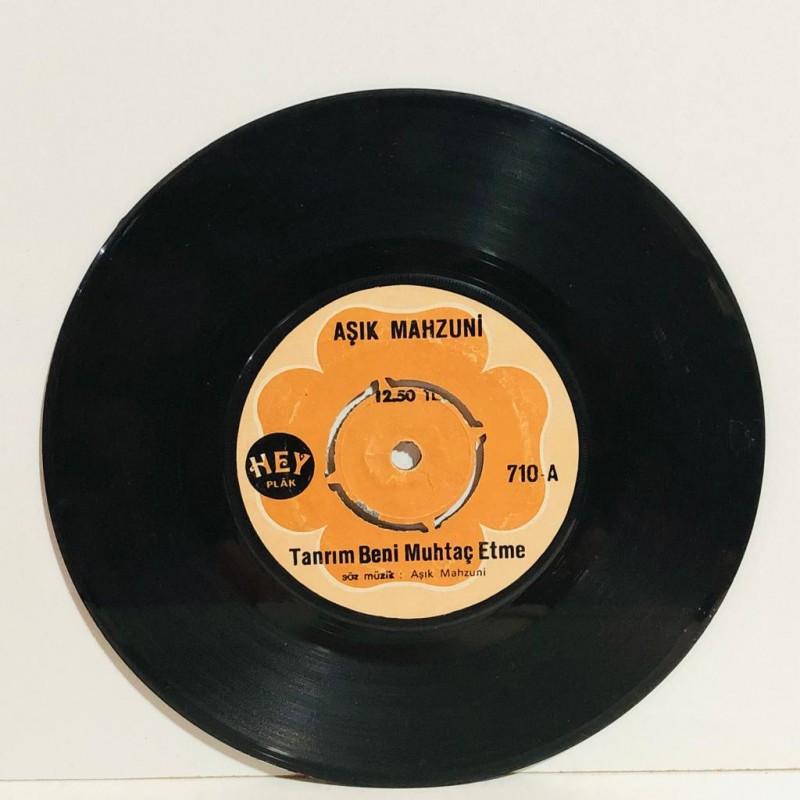 AŞIK MAHZUNİ
12.50 TL
HEY
PLÂK
710-A
Tanrım Beni Muhtaç Etme
söz müzik : Aşık Mahzuni